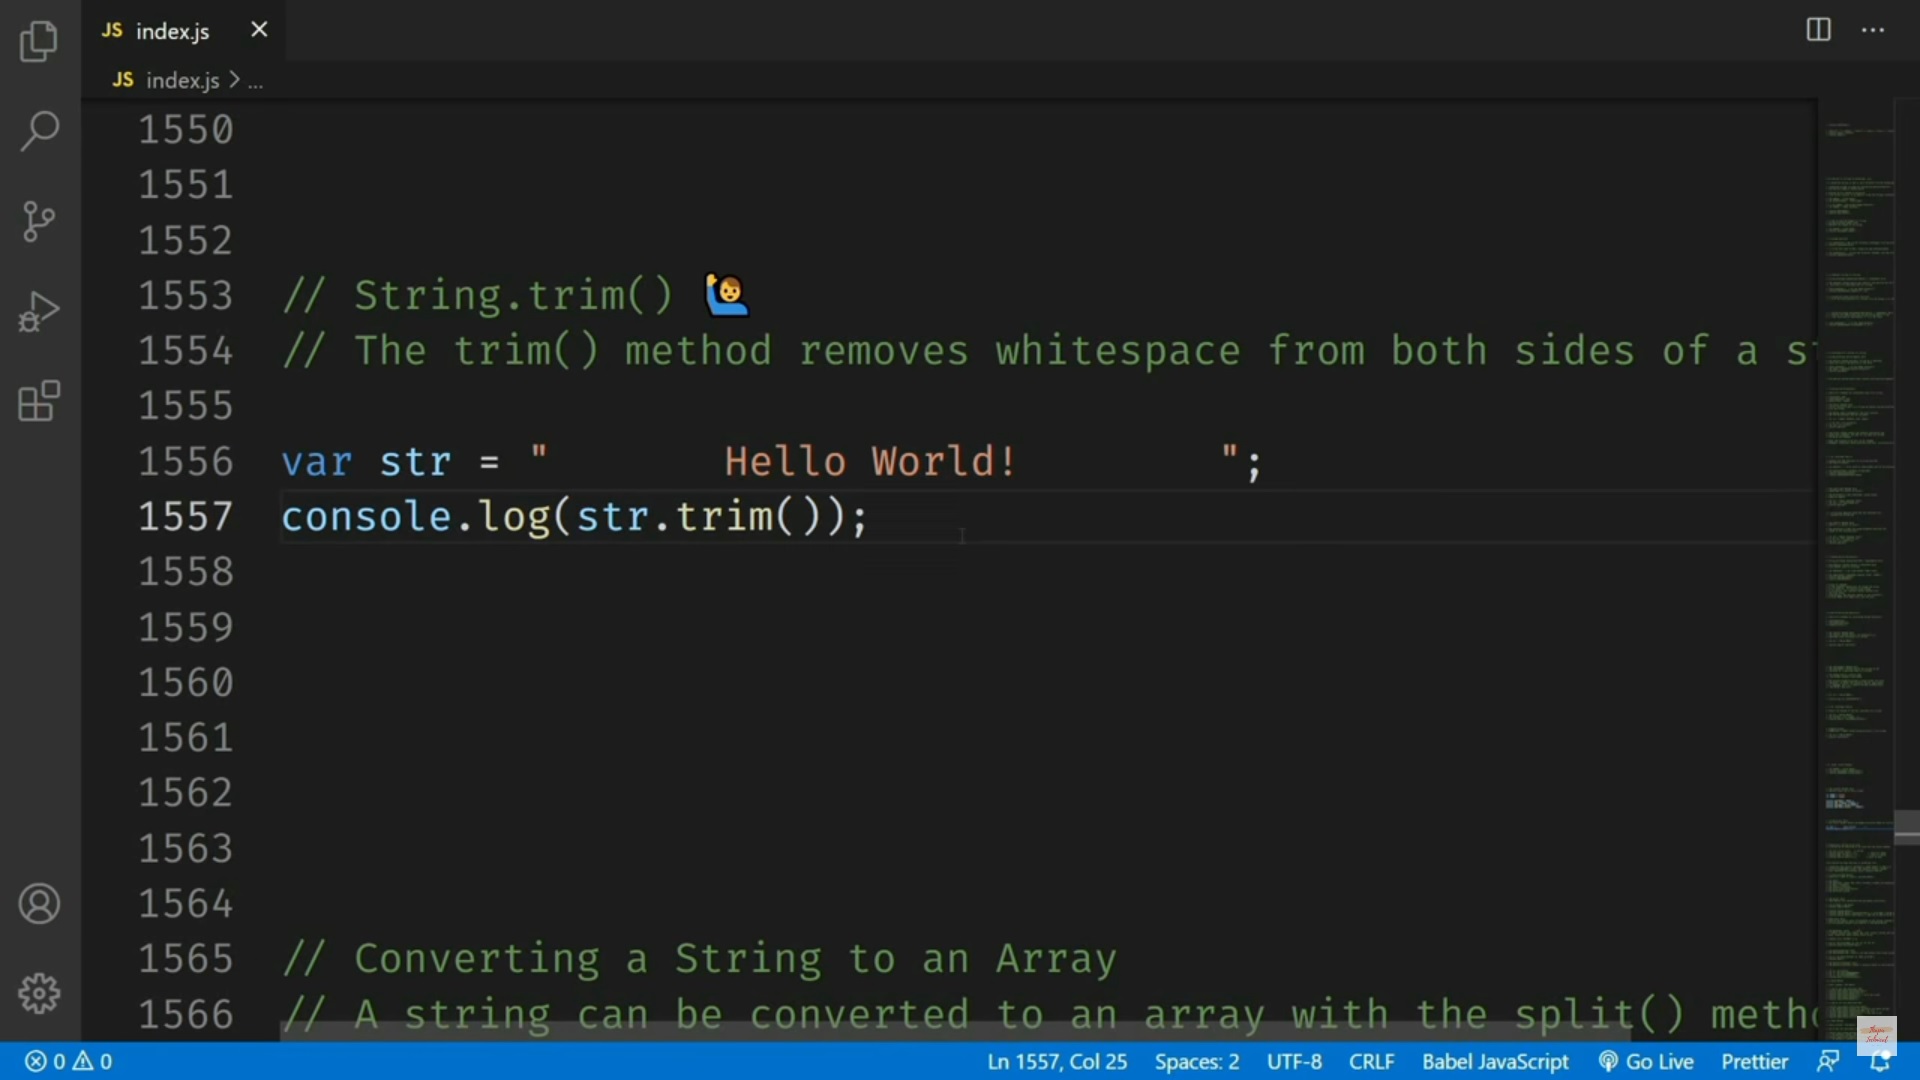 JS index.js
JS index.js > ...
1550
1551
1552
1553 // String.trim() 🙋‍♂️
1554 // The trim() method removes whitespace from both sides of a st
1555
1556 var str = "       Hello World!        ";
1557 console.log(str.trim());
1558
1559
1560
1561
1562
1563
1564
1565 // Converting a String to an Array
1566 // A string can be converted to an array with the split() metho
0 0 Ln 1557, Col 25 Spaces: 2 UTF-8 CRLF Babel JavaScript Go Live Prettier